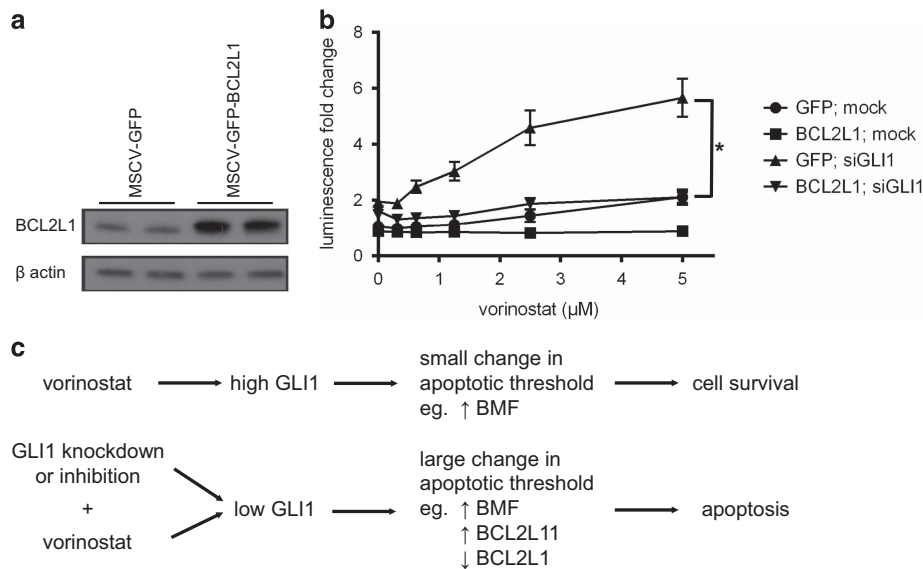 a
MSCV-GFP
MSCV-GFP-BCL2L1
BCL2L1
β actin
b
luminescence fold change
8
6
4
2
0
0 1 2 3 4 5
vorinostat (µM)
*
GFP; mock
BCL2L1; mock
GFP; siGLI1
BCL2L1; siGLI1
c
vorinostat
high GLI1
small change in
apoptotic threshold
eg. ↑ BMF
cell survival
GLI1 knockdown
or inhibition
+
vorinostat
low GLI1
large change in
apoptotic threshold
eg. ↑ BMF
↑ BCL2L11
↓ BCL2L1
apoptosis